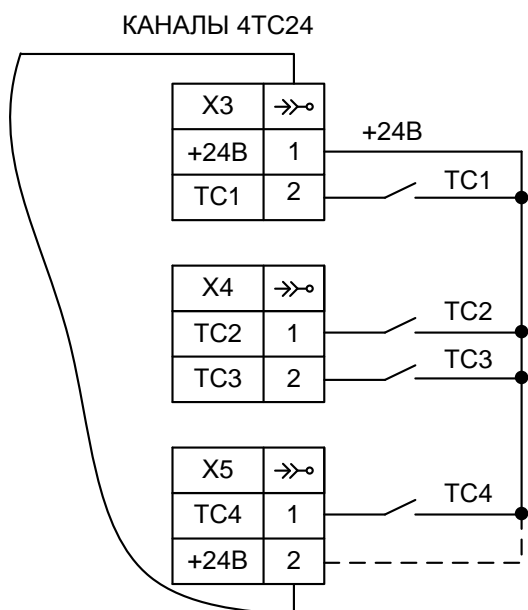 КАНАЛЫ 4ТС24
X3
+24В 1 +24В
ТС1 2 ТС1
X4
ТС2 1 ТС2
ТС3 2 ТС3
X5
ТС4 1 ТС4
+24В 2